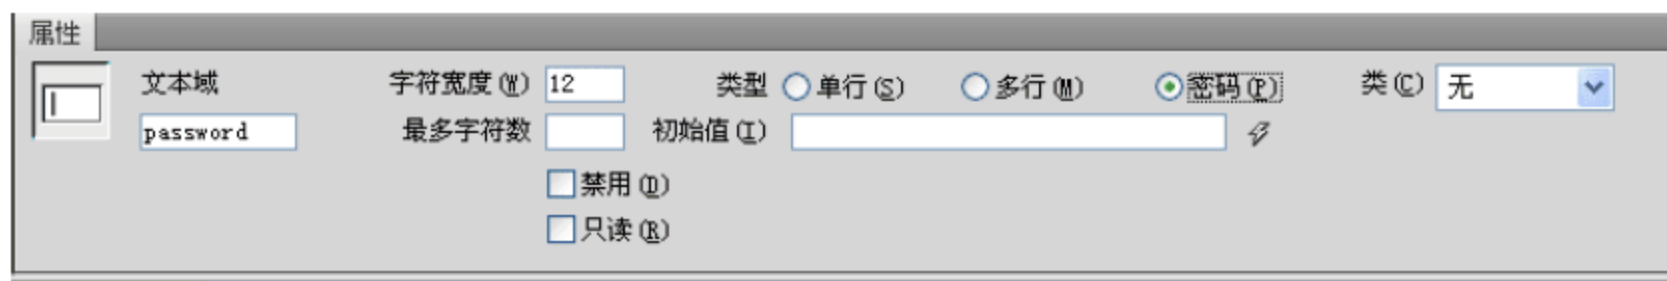 属性
文本域 字符宽度(W) 12 类型 单行(S) 多行(M) 密码(P) 类(C) 无
password 最多字符数 初始值(I)
禁用(D)
只读(R)